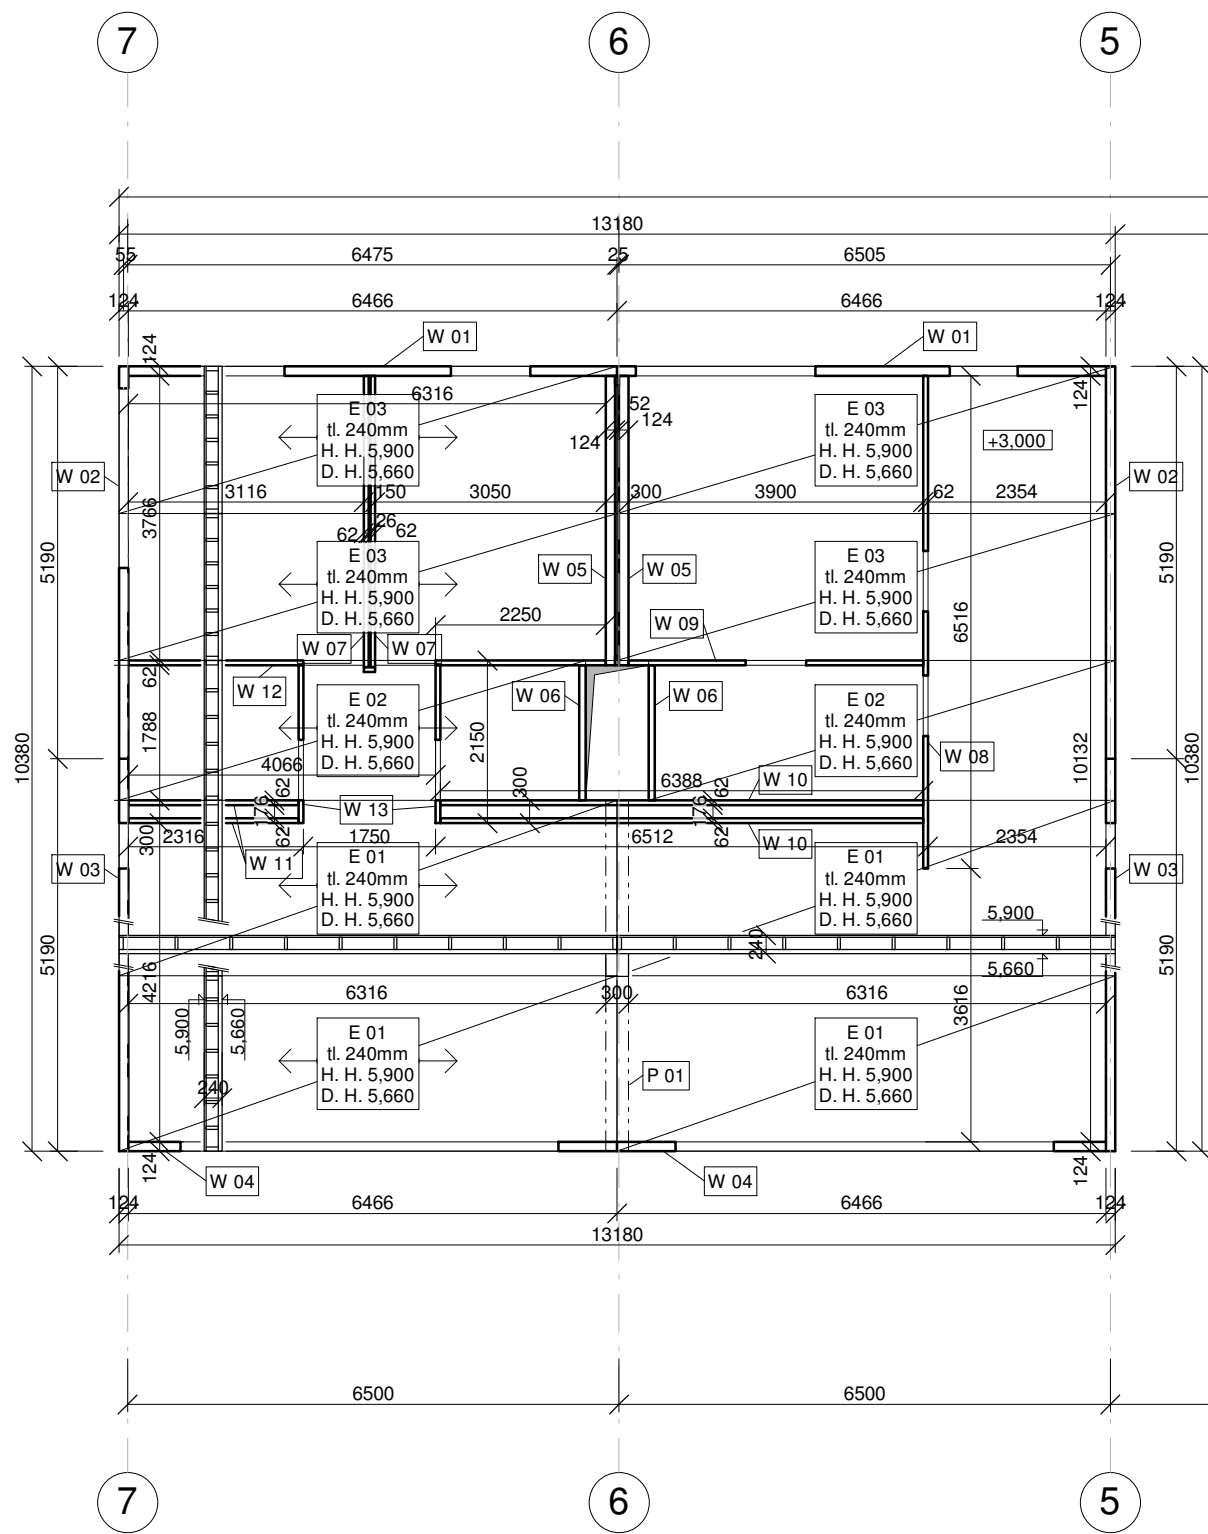 7
6
5
13180
55
6475
25
6505
124
6466
6466
124
W 01
W 01
124
6316
52
124
124
124
E 03
tl. 240mm
H. H. 5,900
D. H. 5,660
E 03
tl. 240mm
H. H. 5,900
D. H. 5,660
+3,000
W 02
W 02
3116
150
3050
300
3900
62
2354
3766
5190
5190
62
26
62
E 03
tl. 240mm
H. H. 5,900
D. H. 5,660
W 05
W 05
E 03
tl. 240mm
H. H. 5,900
D. H. 5,660
6516
2250
W 09
W 07
W 07
62
W 12
E 02
tl. 240mm
H. H. 5,900
D. H. 5,660
W 06
W 06
E 02
tl. 240mm
H. H. 5,900
D. H. 5,660
1788
2150
W 08
10380
10132
10380
4066
62
300
6388
62
W 10
176
W 13
176
300
2316
62
1750
6512
62
W 10
2354
W 11
W 03
W 03
E 01
tl. 240mm
H. H. 5,900
D. H. 5,660
E 01
tl. 240mm
H. H. 5,900
D. H. 5,660
5,900
240
5,660
5190
5190
4216
6316
300
6316
3616
5,900
5,660
E 01
tl. 240mm
H. H. 5,900
D. H. 5,660
E 01
tl. 240mm
H. H. 5,900
D. H. 5,660
P 01
240
124
124
W 04
W 04
124
6466
6466
124
13180
6500
6500
7
6
5